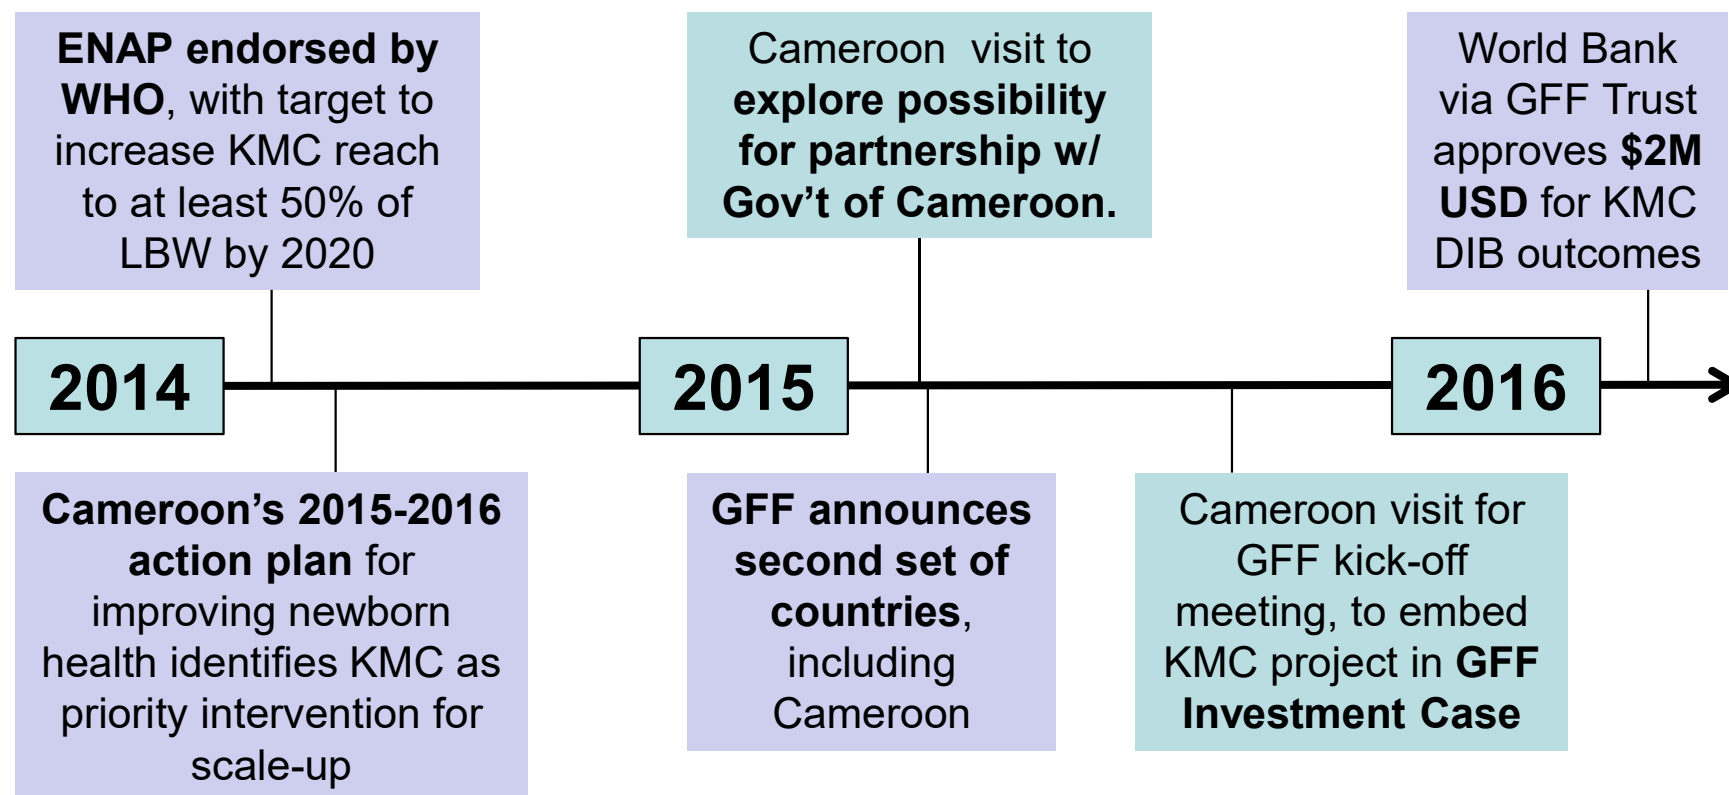 ENAP endorsed by
WHO, with target to
increase KMC reach
to at least 50% of
LBW by 2020
Cameroon visit to
explore possibility
for partnership w/
Gov’t of Cameroon.
World Bank
via GFF Trust
approves $2M
USD for KMC
DIB outcomes
2014
2015
2016
Cameroon’s 2015-2016
action plan for
improving newborn
health identifies KMC as
priority intervention for
scale-up
GFF announces
second set of
countries,
including
Cameroon
Cameroon visit for
GFF kick-off
meeting, to embed
KMC project in GFF
Investment Case